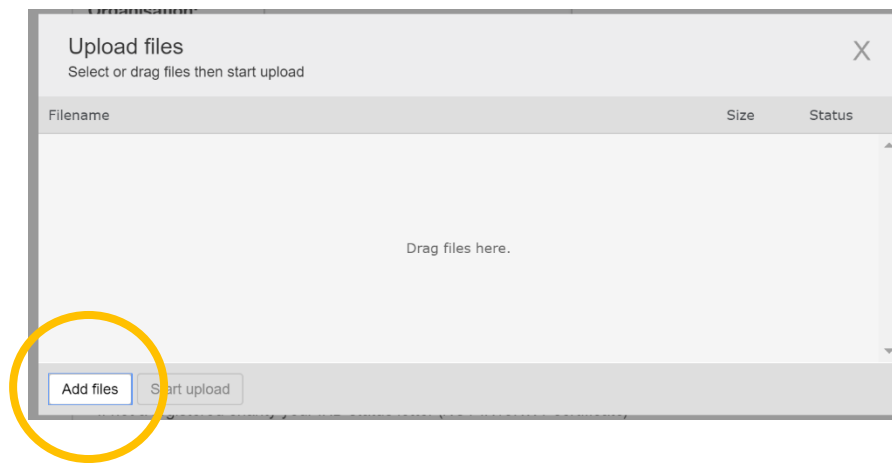 Organisation:
Upload files
X
Select or drag files then start upload
Filename Size Status
Drag files here.
Add files Start upload